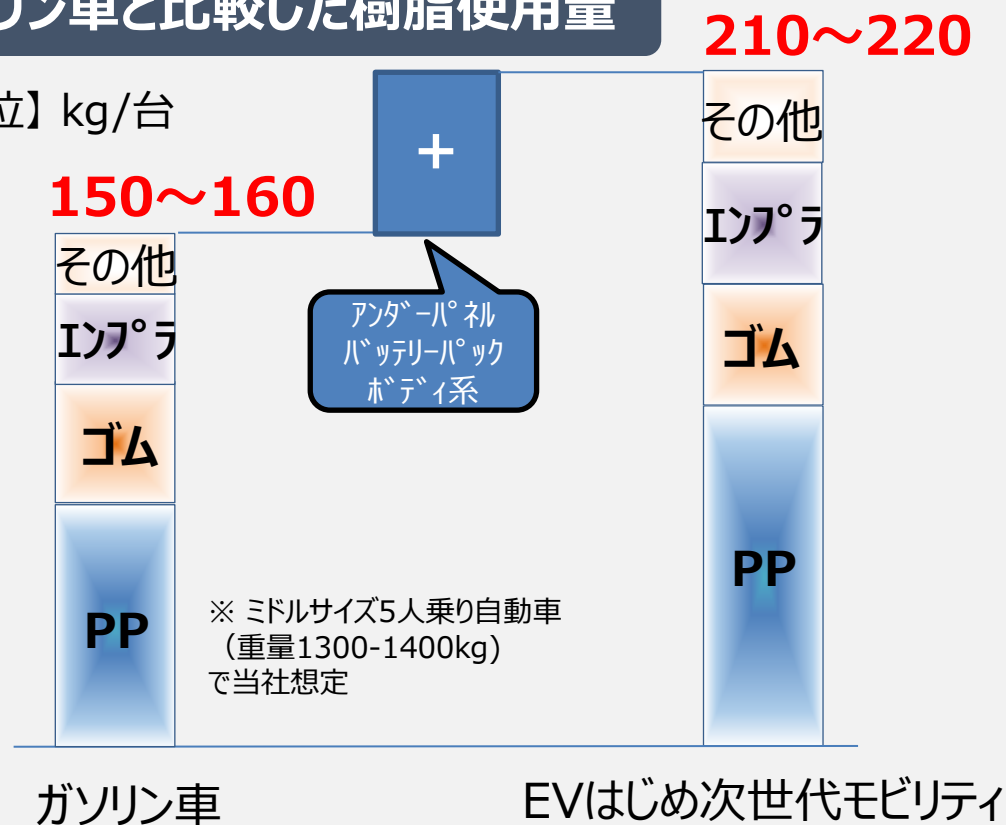 リン車と比較した樹脂使用量
位】kg/台
210~220
150~160
+
その他
ｴﾝﾌﾟﾗ
ゴム
PP
その他
ｴﾝﾌﾟﾗ
ゴム
PP
ｱﾝﾀﾞｰﾊﾟﾈﾙ
ﾊﾞｯﾃﾘｰﾊﾟｯｸ
ﾎﾞﾃﾞｨ系
※ ミドルサイズ5人乗り自動車
（重量1300-1400kg)
で当社想定
ガソリン車
EVはじめ次世代モビリティ